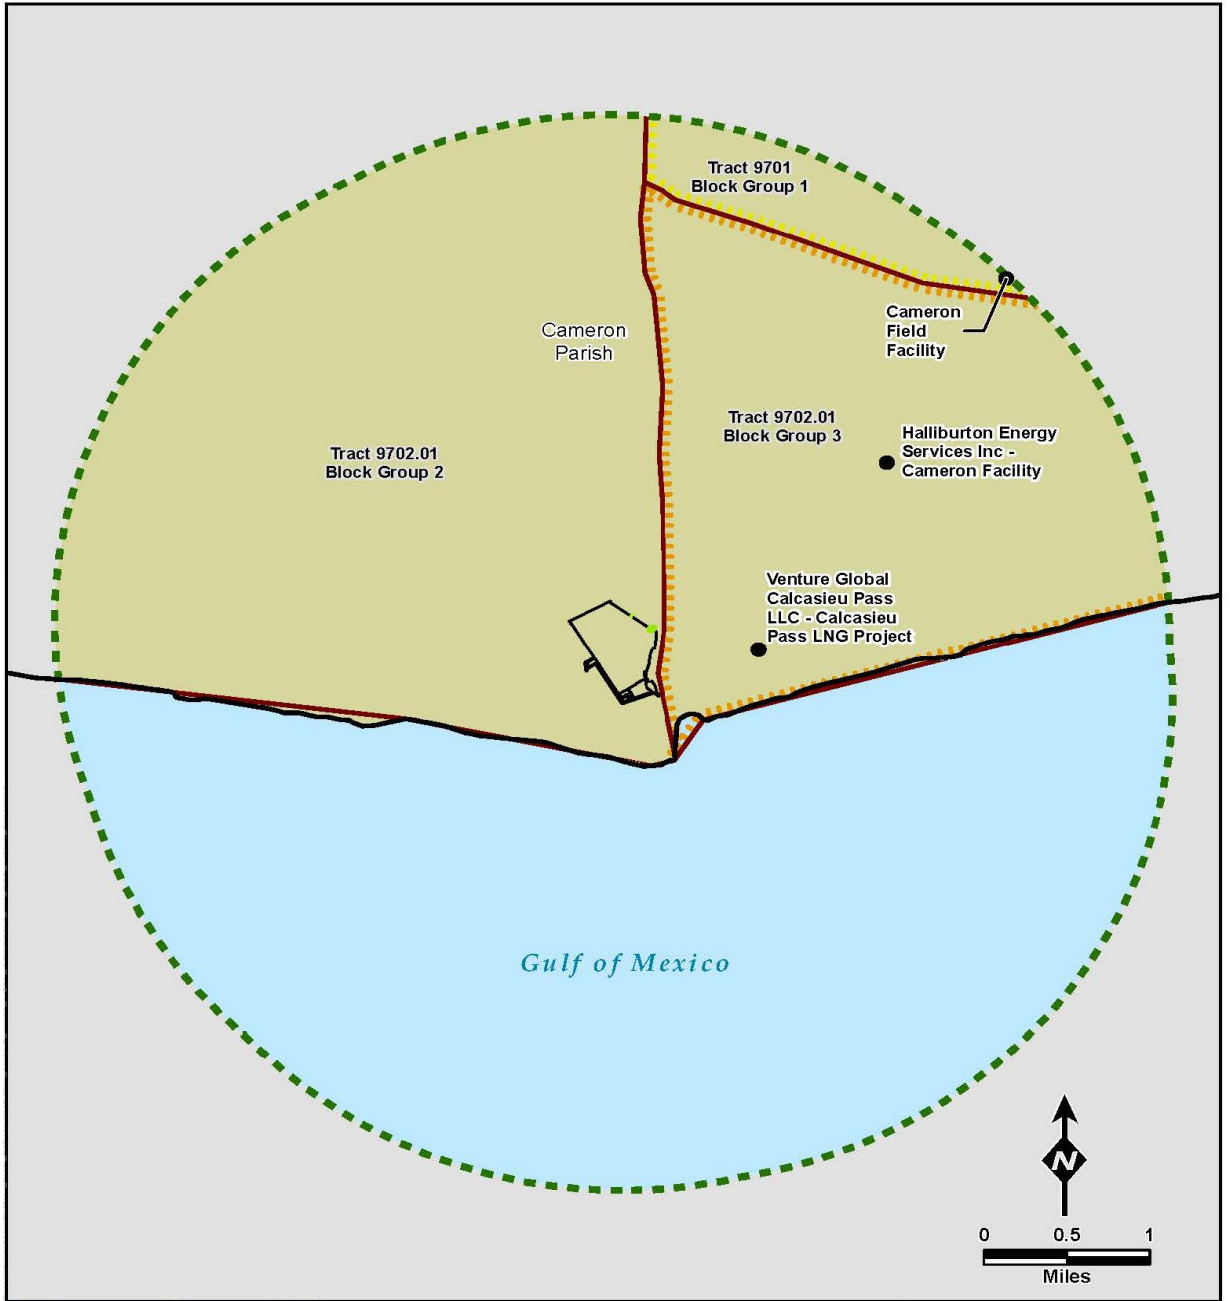 Tract 9701
Block Group 1
Cameron
Field
Facility
Cameron
Parish
Tract 9702.01
Block Group 3
Halliburton Energy
Services Inc -
Cameron Facility
Tract 9702.01
Block Group 2
Venture Global
Calcasieu Pass
LLC - Calcasieu
Pass LNG Project
Gulf of Mexico
N
0 0.5 1
Miles